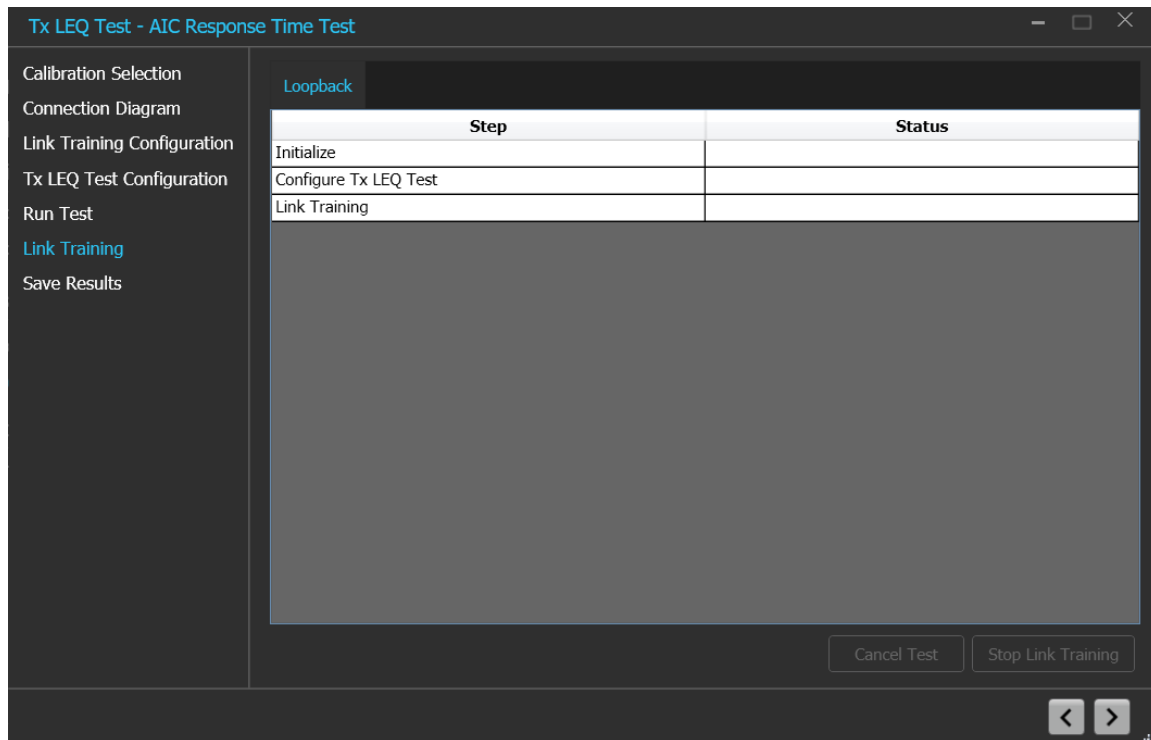 Tx LEQ Test - AIC Response Time Test
Calibration Selection
Connection Diagram
Link Training Configuration
Tx LEQ Test Configuration
Run Test
Link Training
Save Results
Loopback
Step Status
Initialize
Configure Tx LEQ Test
Link Training
Cancel Test Stop Link Training